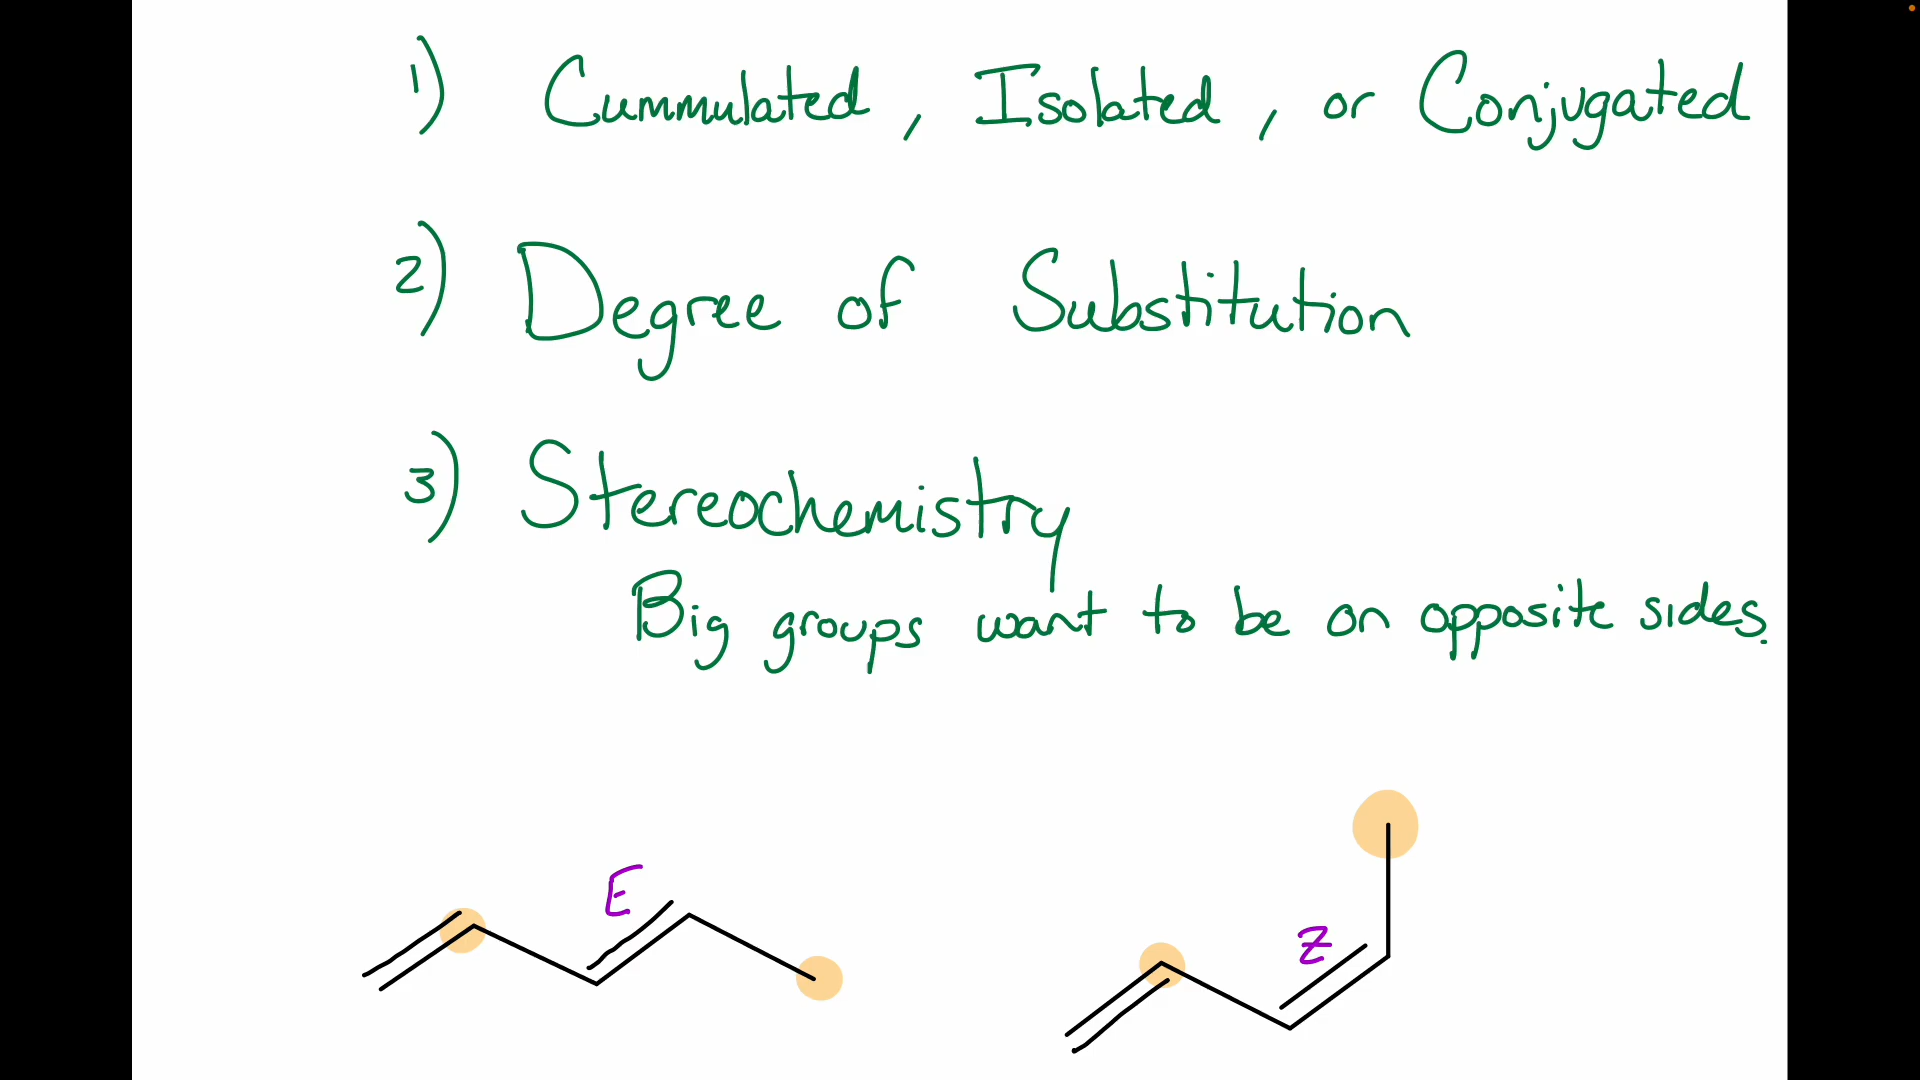 1) Cummulated, Isolated, or Conjugated
2) Degree of Substitution
3) Stereochemistry
Big groups want to be on opposite sides.
E
Z